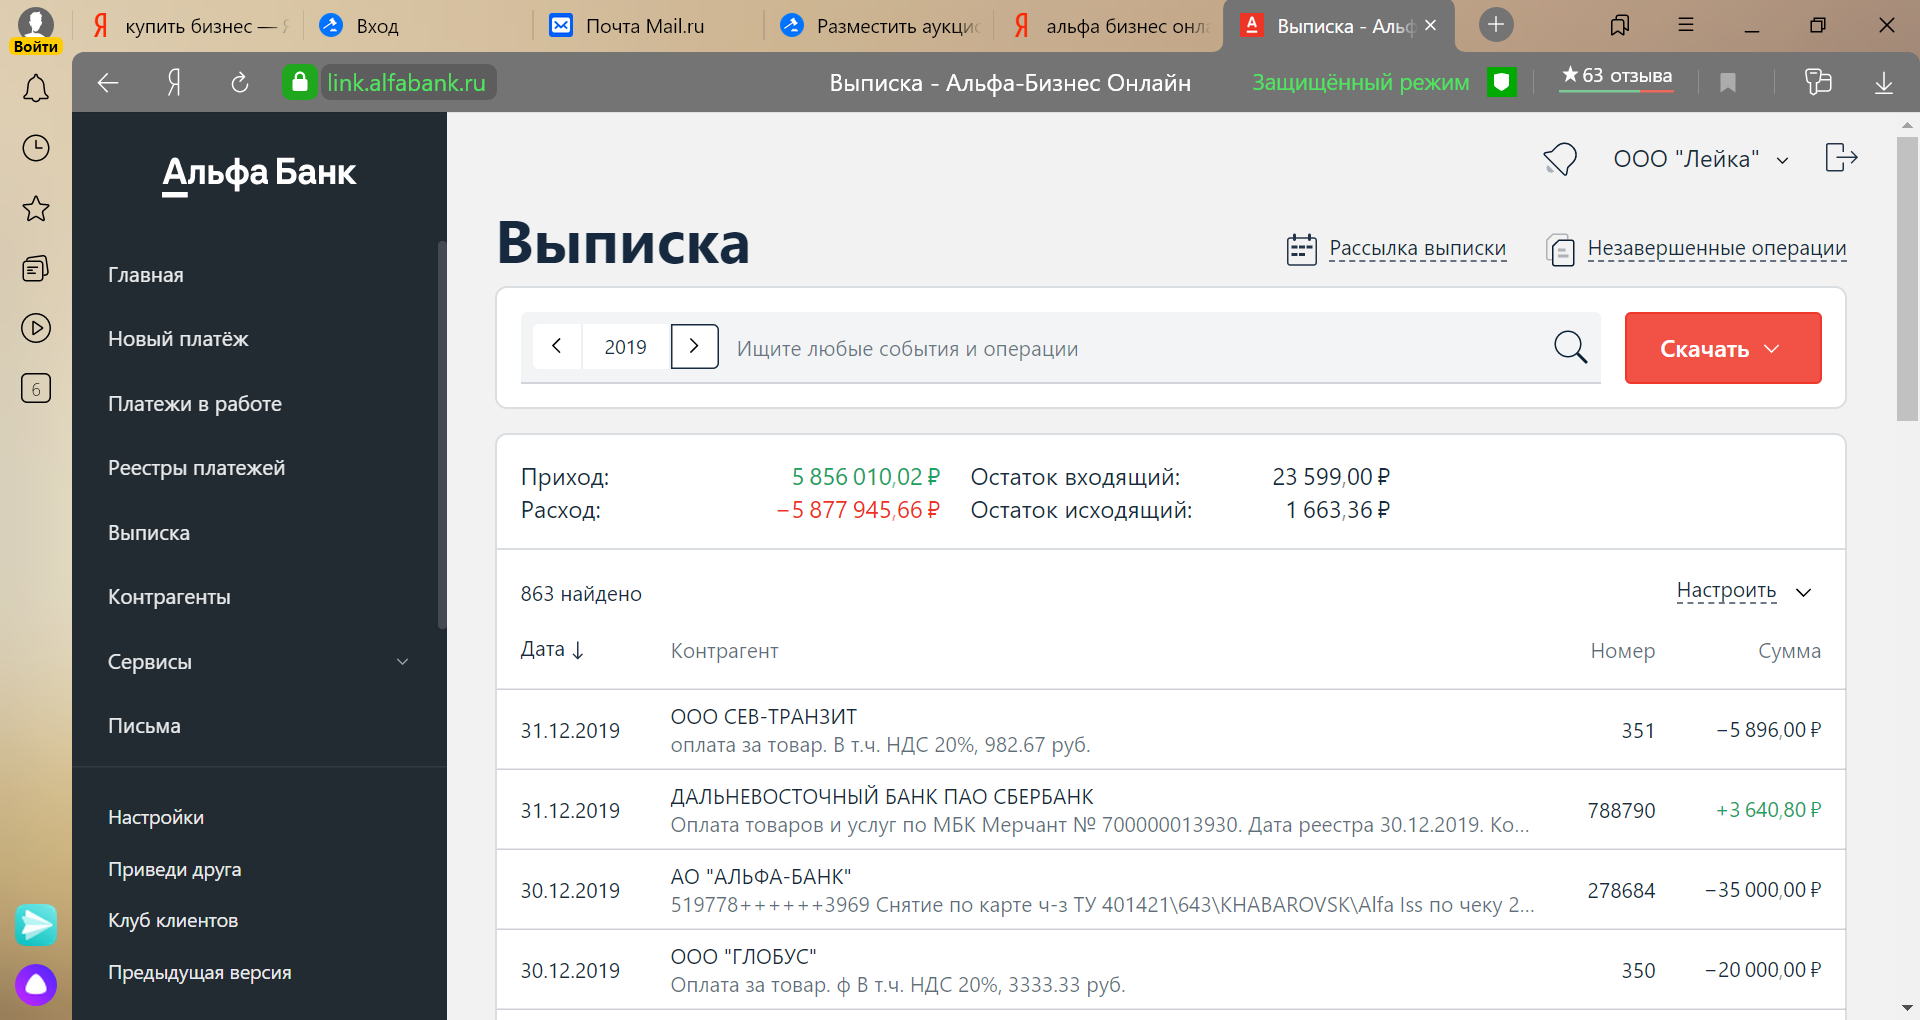 Войти
купить бизнес —
Вход
Почта Mail.ru
Разместить аукци
альфа бизнес онл
Выписка - Альф
link.alfabank.ru
Выписка - Альфа-Бизнес Онлайн
Защищённый режим
★ 63 отзыва
6
Альфа Банк
Главная
Новый платёж
Платежи в работе
Реестры платежей
Выписка
Контрагенты
Сервисы
Письма
Настройки
Приведи друга
Клуб клиентов
Предыдущая версия
ООО "Лейка"
Выписка
Рассылка выписки
Незавершенные операции
2019
Ищите любые события и операции
Скачать
Приход: 5 856 010,02 ₽ Остаток входящий: 23 599,00 ₽
Расход: −5 877 945,66 ₽ Остаток исходящий: 1 663,36 ₽
863 найдено
Настроить
Дата ↓ Контрагент Номер Сумма
ООО СЕВ-ТРАНЗИТ
31.12.2019 351 −5 896,00 ₽
оплата за товар. В т.ч. НДС 20%, 982.67 руб.
ДАЛЬНЕВОСТОЧНЫЙ БАНК ПАО СБЕРБАНК
31.12.2019 788790 +3 640,80 ₽
Оплата товаров и услуг по МБК Мерчант № 700000013930. Дата реестра 30.12.2019. Ко...
АО "АЛЬФА-БАНК"
30.12.2019 278684 −35 000,00 ₽
519778++++++3969 Снятие по карте ч-з ТУ 401421\643\KHABAROVSK\Alfa Iss по чеку 2...
ООО "ГЛОБУС"
30.12.2019 350 −20 000,00 ₽
Оплата за товар. ф В т.ч. НДС 20%, 3333.33 руб.